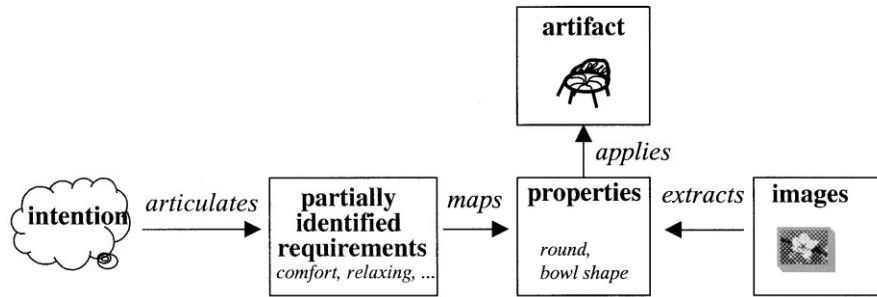 artifact
applies
intention
articulates
partially
identified
requirements
comfort, relaxing, ...
maps
properties
round,
bowl shape
extracts
images